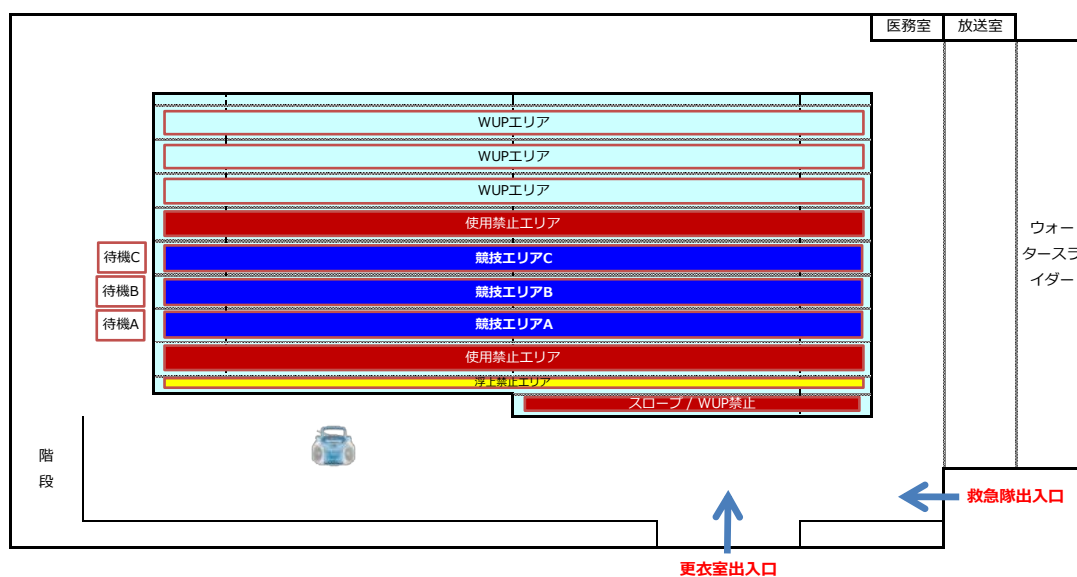 医務室
放送室
WUPエリア
WUPエリア
WUPエリア
使用禁止エリア
待機C
競技エリアC
待機B
競技エリアB
待機A
競技エリアA
使用禁止エリア
浮上禁止エリア
スロープ / WUP禁止
ウォー
タースラ
イダー
階
段
救急隊出入口
更衣室出入口